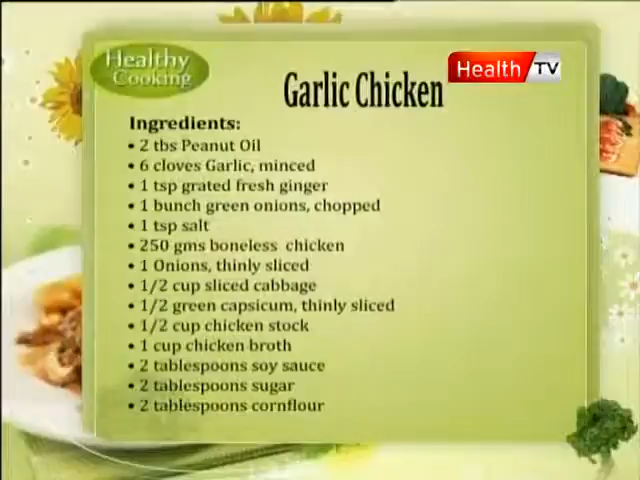 Healthy
Cooking
Health TV
Garlic Chicken
Ingredients:
• 2 tbs Peanut Oil
• 6 cloves Garlic, minced
• 1 tsp grated fresh ginger
• 1 bunch green onions, chopped
• 1 tsp salt
• 250 gms boneless chicken
• 1 Onions, thinly sliced
• 1/2 cup sliced cabbage
• 1/2 green capsicum, thinly sliced
• 1/2 cup chicken stock
• 1 cup chicken broth
• 2 tablespoons soy sauce
• 2 tablespoons sugar
• 2 tablespoons cornflour